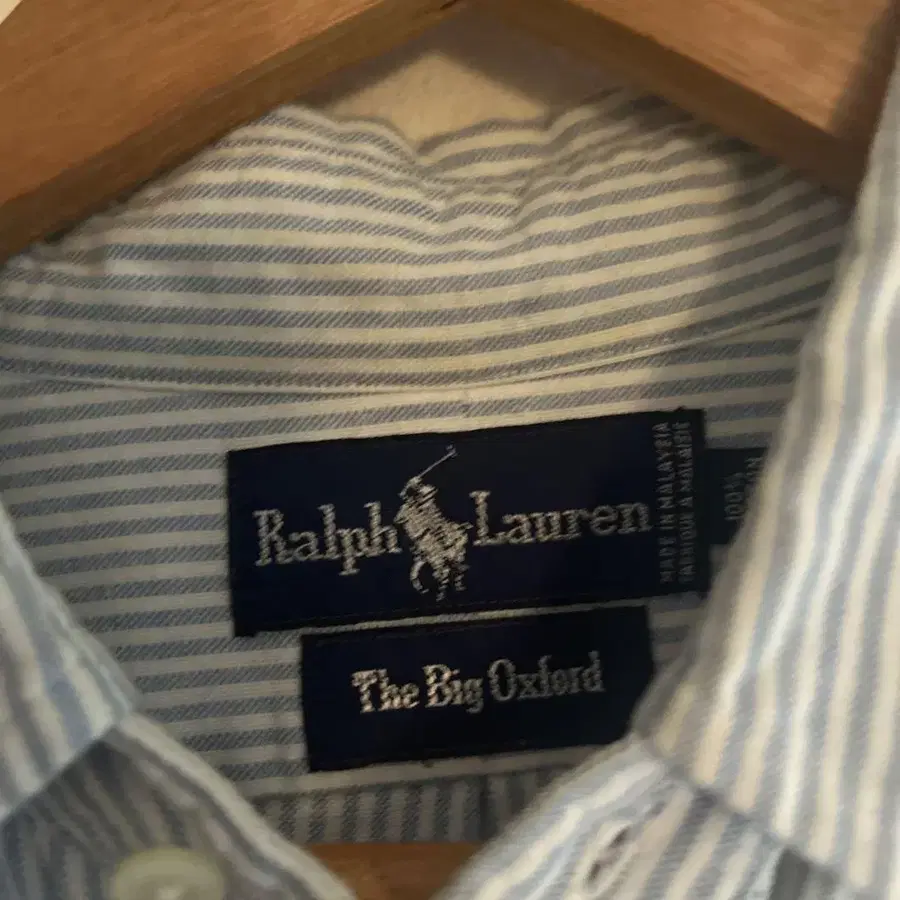 Ralph Lauren
MADE IN MALAYSIA
FABRIQUE A MALAISIE
100%
The Big Oxford